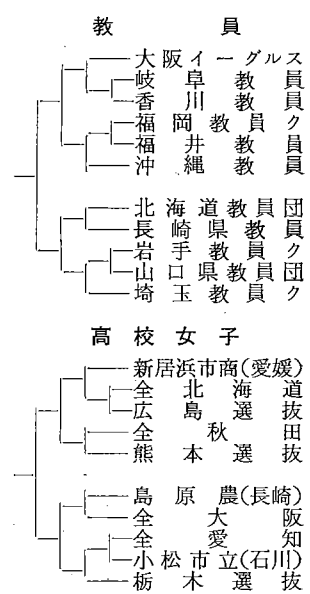 教員
大阪イーグルス
岐阜教員
香川教員
福岡教員ク
福井教員
沖縄教員
北海道教員団
長崎県教員
岩手教員ク
山口県教員団
埼玉教員ク
高校女子
新居浜市商(愛媛)
全北海道
広島選抜
全秋田
熊本選抜
島原農(長崎)
全大阪
全愛知
小松市立(石川)
栃木選抜